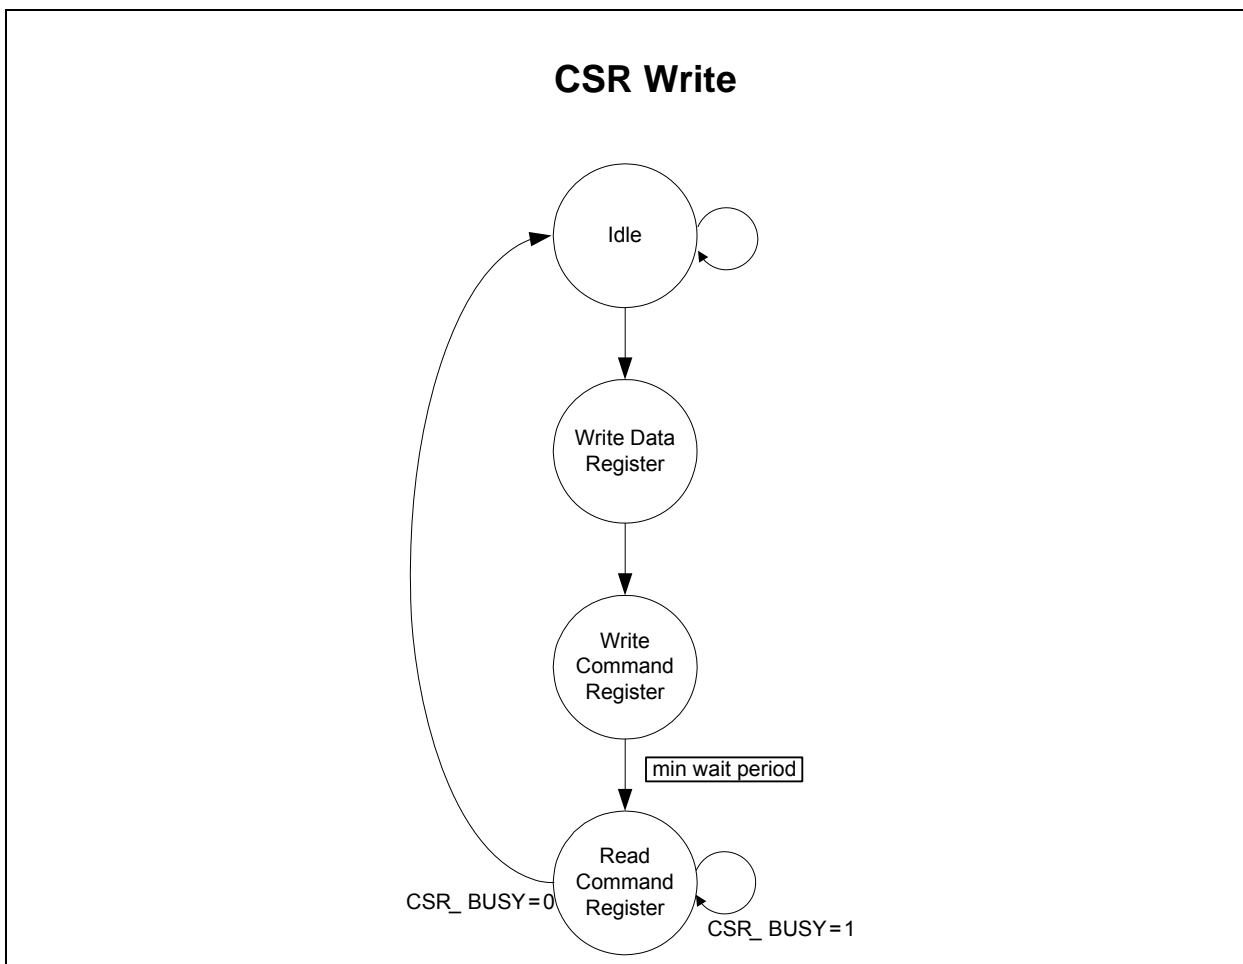 CSR Write
Idle
Write Data
Register
Write
Command
Register
min wait period
Read
Command
Register
CSR_ BUSY=0
CSR_ BUSY=1